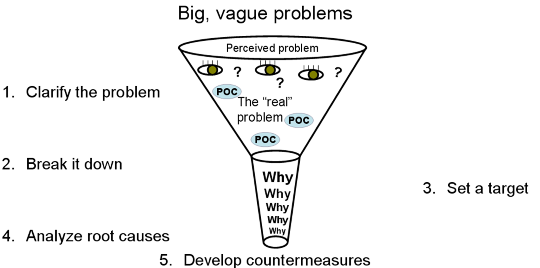 Big, vague problems
Perceived problem
?
?
?
1. Clarify the problem
POC
The "real"
problem
POC
POC
2. Break it down
Why
Why
Why
Why
Why
3. Set a target
4. Analyze root causes
5. Develop countermeasures